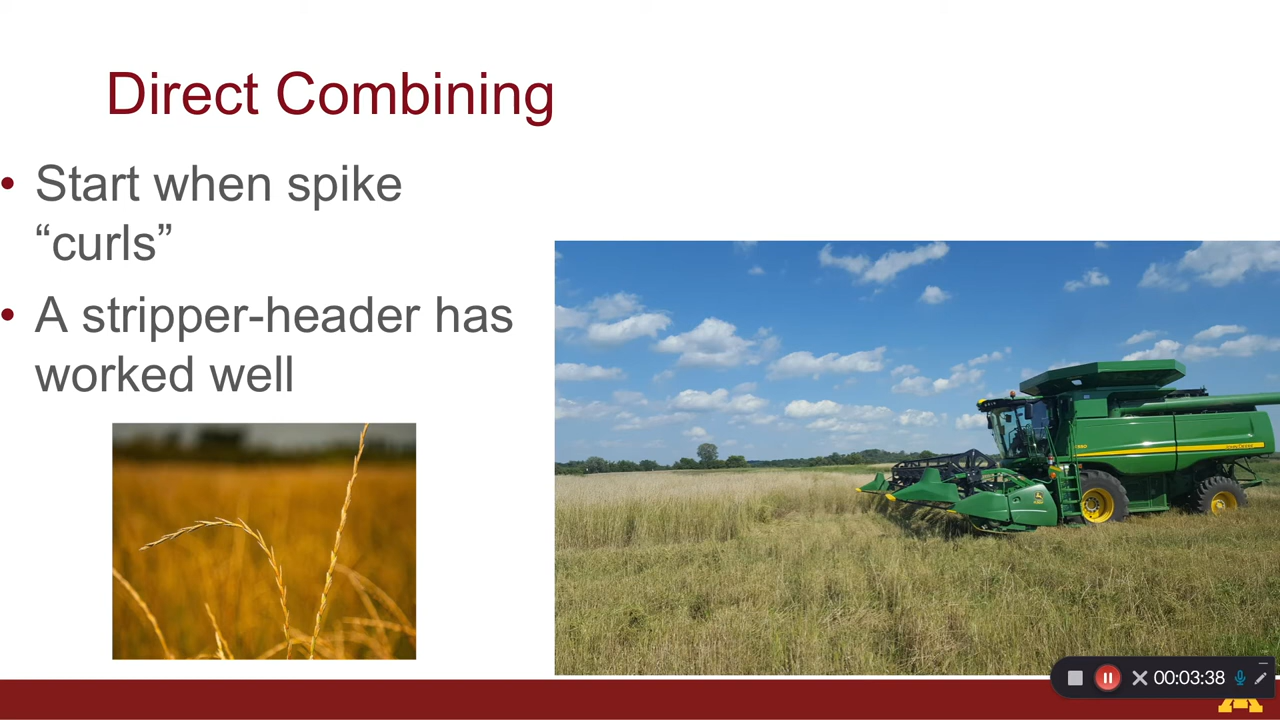 Direct Combining
• Start when spike
“curls”
• A stripper-header has
worked well
00:03:38